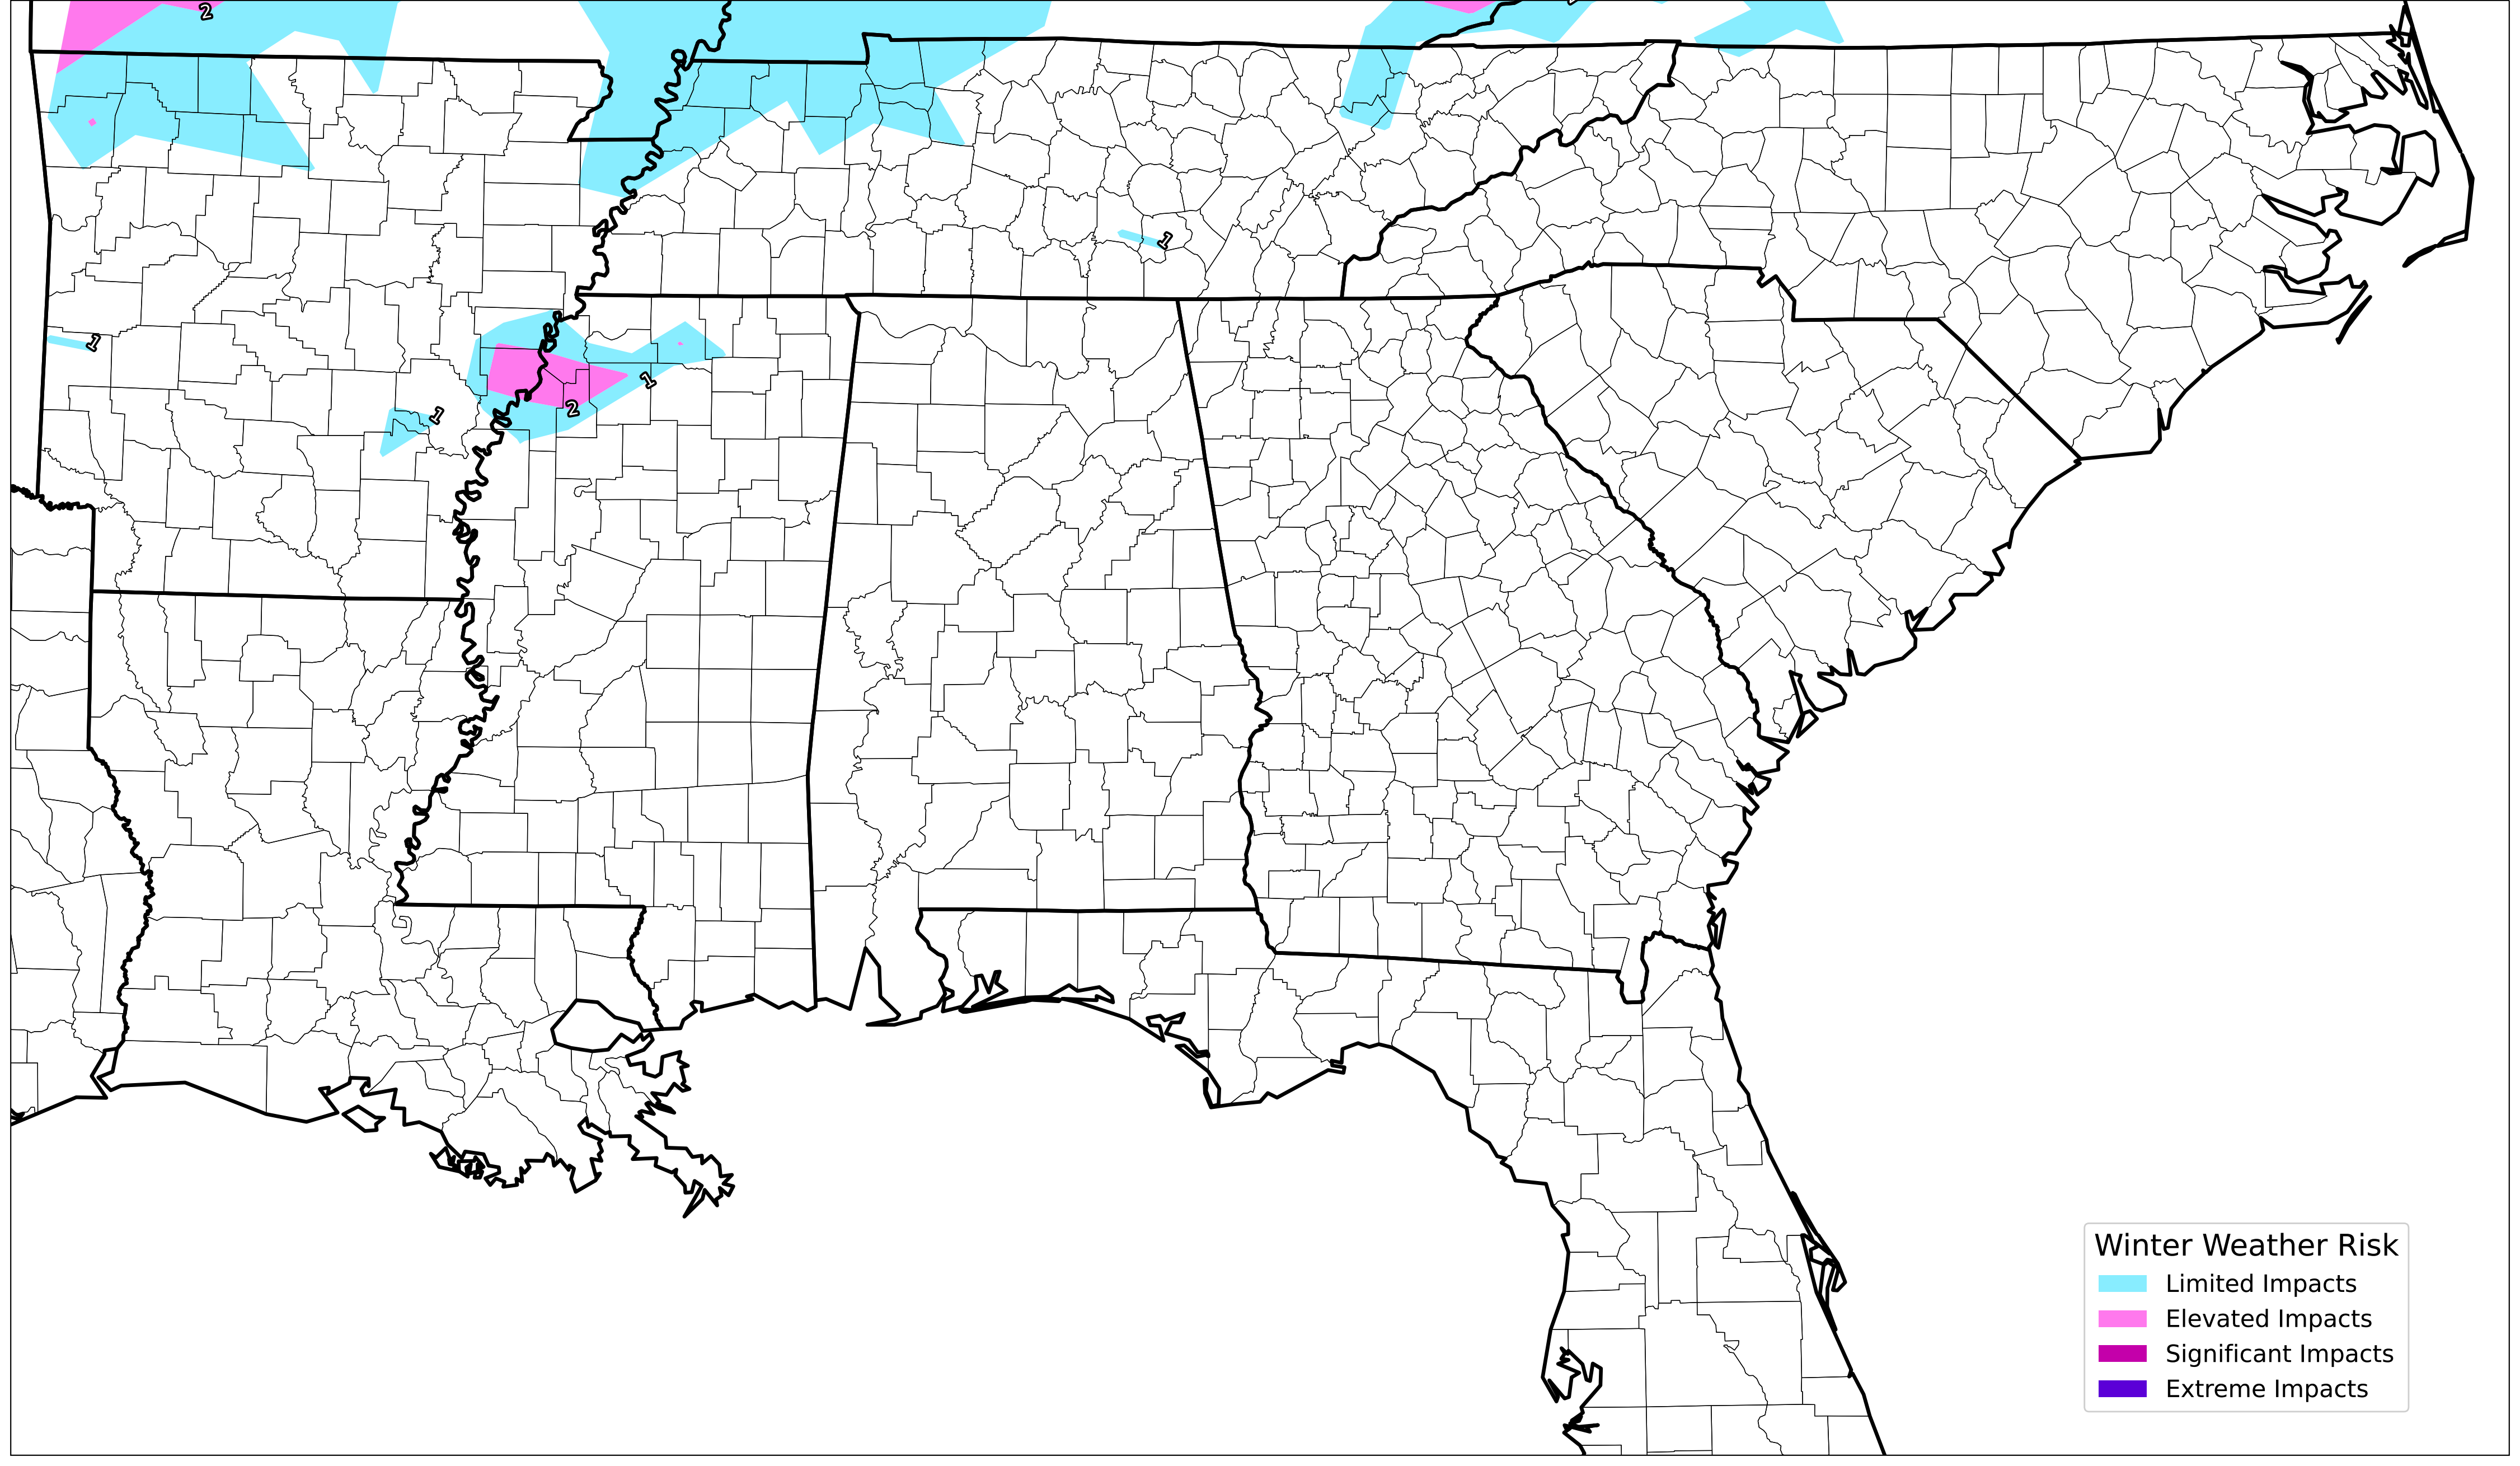 2
1
1
1
1
2
Winter Weather Risk
Limited Impacts
Elevated Impacts
Significant Impacts
Extreme Impacts